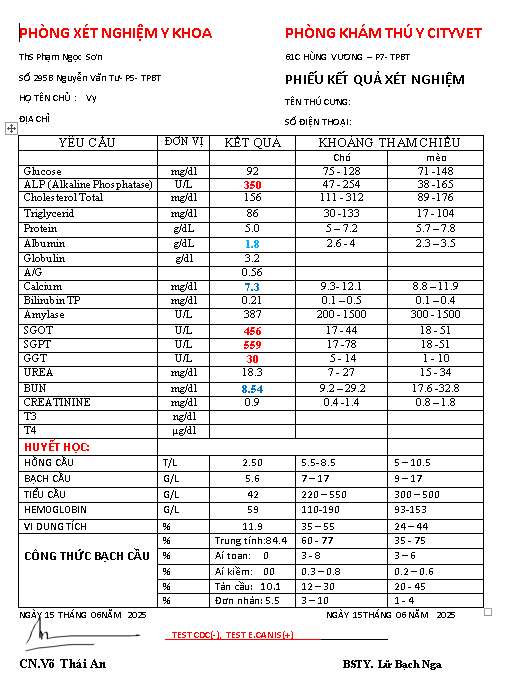 PHÒNG XÉT NGHIỆM Y KHOA PHÒNG KHÁM THÚ Y CITYVET
ThS Phạm Ngọc Sơn 61C HÙNG VƯƠNG – P7- TPBT
SỐ 295B Nguyễn Văn Tư- P5- TPBT PHIẾU KẾT QUẢ XÉT NGHIỆM
HỌ TÊN CHỦ : Vy TÊN THÚ CƯNG:
ĐỊA CHỈ SỐ ĐIỆN THOẠI:
YÊU CẦU ĐƠN VỊ KẾT QUẢ KHOẢNG THAM CHIẾU
Chó mèo
Glucose mg/dl 92 75 - 128 71 -148
ALP (Alkaline Phosphatase) U/L 350 47 - 254 38 -165
Cholesterol Total mg/dl 156 111 - 312 89 -176
Triglycerid mg/dl 86 30 -133 17 - 104
Protein g/dL 5.0 5 – 7.2 5.7 – 7.8
Albumin g/dL 1.8 2.6 - 4 2.3 – 3.5
Globulin g/dl 3.2
A/G 0.56
Calcium mg/dl 7.3 9.3- 12.1 8.8 – 11.9
Bilirubin TP mg/dl 0.21 0.1 – 0.5 0.1 – 0.4
Amylase U/L 387 200 - 1500 300 - 1500
SGOT U/L 456 17 - 44 18 - 51
SGPT U/L 559 17 -78 18 -51
GGT U/L 30 5 - 14 1 - 10
UREA mg/dl 18.3 7 - 27 15 - 34
BUN mg/dl 8.54 9.2 – 29.2 17.6 -32.8
CREATININE mg/dl 0.9 0.4 -1.4 0.8 – 1.8
T3 ng/dl
T4 µg/dl
HUYẾT HỌC:
HỒNG CẦU T/L 2.50 5.5-8.5 5 – 10.5
BẠCH CẦU G/L 5.6 7 – 17 9 – 17
TIỂU CẦU G/L 42 220 – 550 300 – 500
HEMOGLOBIN G/L 59 110-190 93-153
VI DUNG TÍCH % 11.9 35 – 55 24 – 44
CÔNG THỨC BẠCH CẦU % Trung tính:84.4 60 - 77 35 - 75
% Ái toan: 0 3 - 8 3 – 6
% Ái kiềm: 00 0.3 – 0.8 0.2 – 0.6
% Tân cầu: 10.1 12 – 30 20 - 45
% Đơn nhân: 5.5 3 – 10 1 - 4
NGÀY 15 THÁNG 06 NĂM 2025 NGÀY 15 THÁNG 06 NĂM 2025
TEST CDC(-), TEST E.CANIS(+)
CN.Võ Thái An BSTY. Lữ Bạch Nga